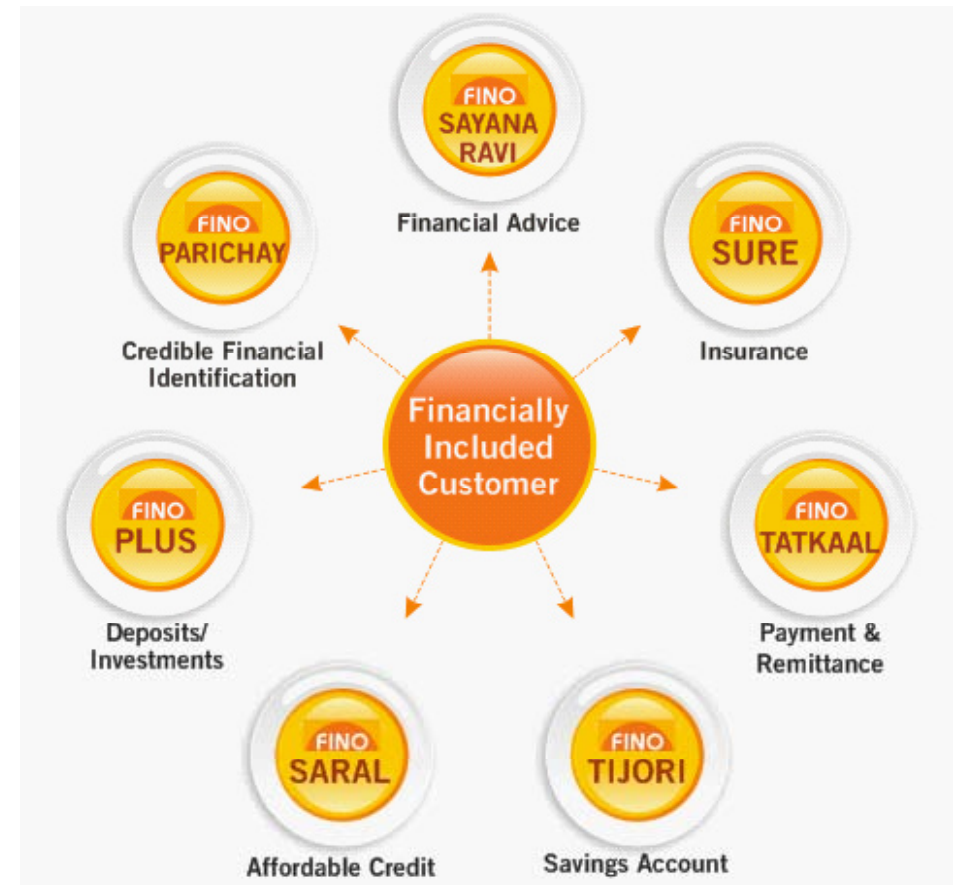 FINO
SAYANA
RAVI
Financial Advice
FINO
SURE
Insurance
FINO
TATKAAL
Payment &
Remittance
FINO
TIJORI
Savings Account
FINO
SARAL
Affordable Credit
FINO
PLUS
Deposits/
Investments
FINO
PARICHAY
Credible Financial
Identification
Financially
Included
Customer